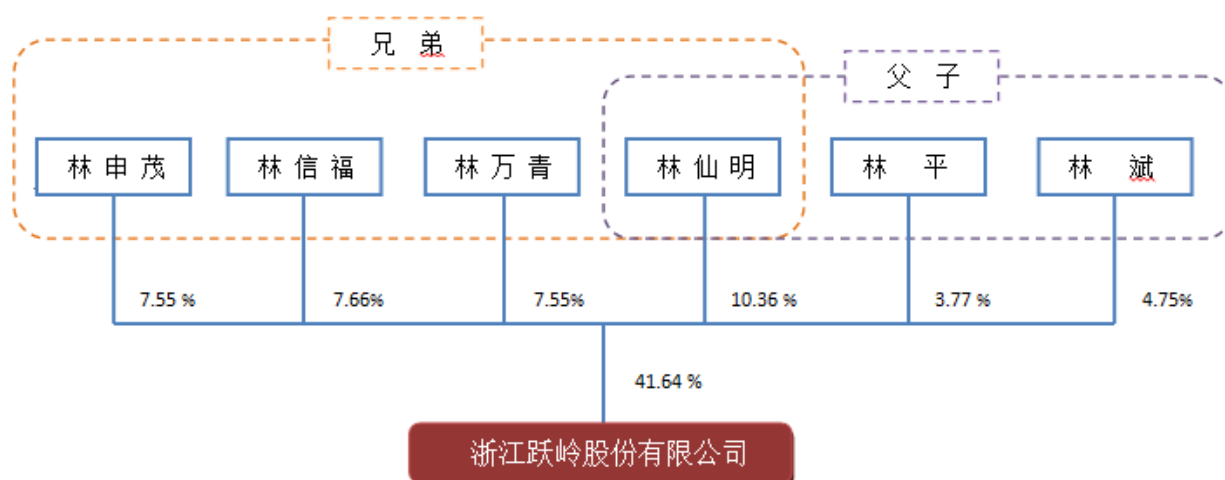 兄 弟
父 子
林 申 茂
林 信 福
林 万 青
林 仙 明
林 平
林 斌
7.55 %
7.66%
7.55%
10.36 %
3.77 %
4.75%
41.64 %
浙江跃岭股份有限公司